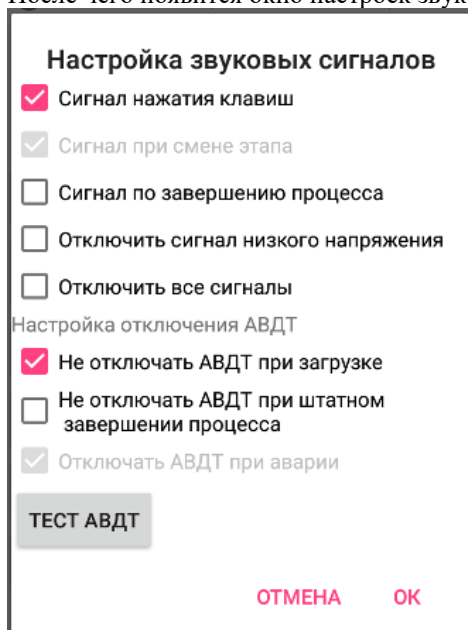 После чего появится окно настроек звук
Настройка звуковых сигналов
Сигнал нажатия клавиш
Сигнал при смене этапа
Сигнал по завершению процесса
Отключить сигнал низкого напряжения
Отключить все сигналы
Настройка отключения АВДТ
Не отключать АВДТ при загрузке
Не отключать АВДТ при штатном
завершении процесса
Отключать АВДТ при аварии
ТЕСТ АВДТ
ОТМЕНА ОК